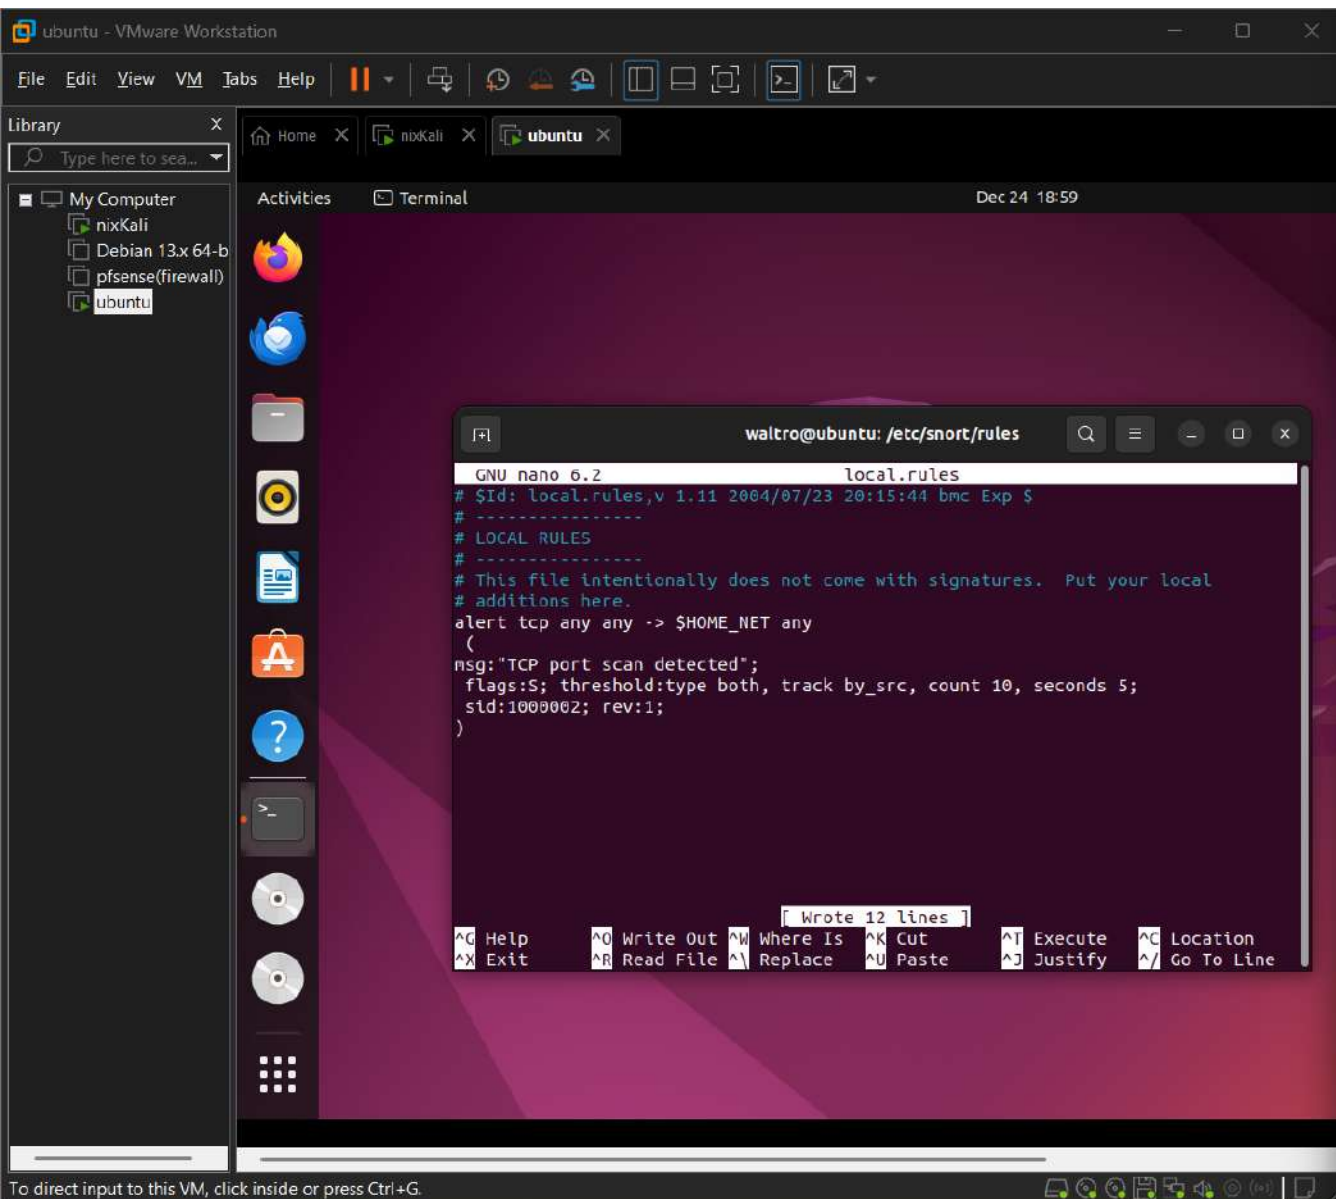 ubuntu - VMware Workstation
File Edit View VM Tabs Help
Library X
Type here to sea...
Home X nixKali X ubuntu X
My Computer
nixKali
Debian 13.x 64-b
pfsense(firewall)
ubuntu
Activities Terminal Dec 24 18:59
waltro@ubuntu: /etc/snort/rules
GNU nano 6.2 local.rules
# $Id: local.rules,v 1.11 2004/07/23 20:15:44 bmc Exp $
# ----------------
# LOCAL RULES
# ----------------
# This file intentionally does not come with signatures.  Put your local
# additions here.
alert tcp any any -> $HOME_NET any
(
msg:"TCP port scan detected";
flags:S; threshold:type both, track by_src, count 10, seconds 5;
sid:1000002; rev:1;
)
[ Wrote 12 lines ]
^G Help ^O Write Out ^W Where Is ^K Cut ^T Execute ^C Location
^X Exit ^R Read File ^\ Replace ^U Paste ^J Justify ^/ Go To Line
To direct input to this VM, click inside or press Ctrl+G.